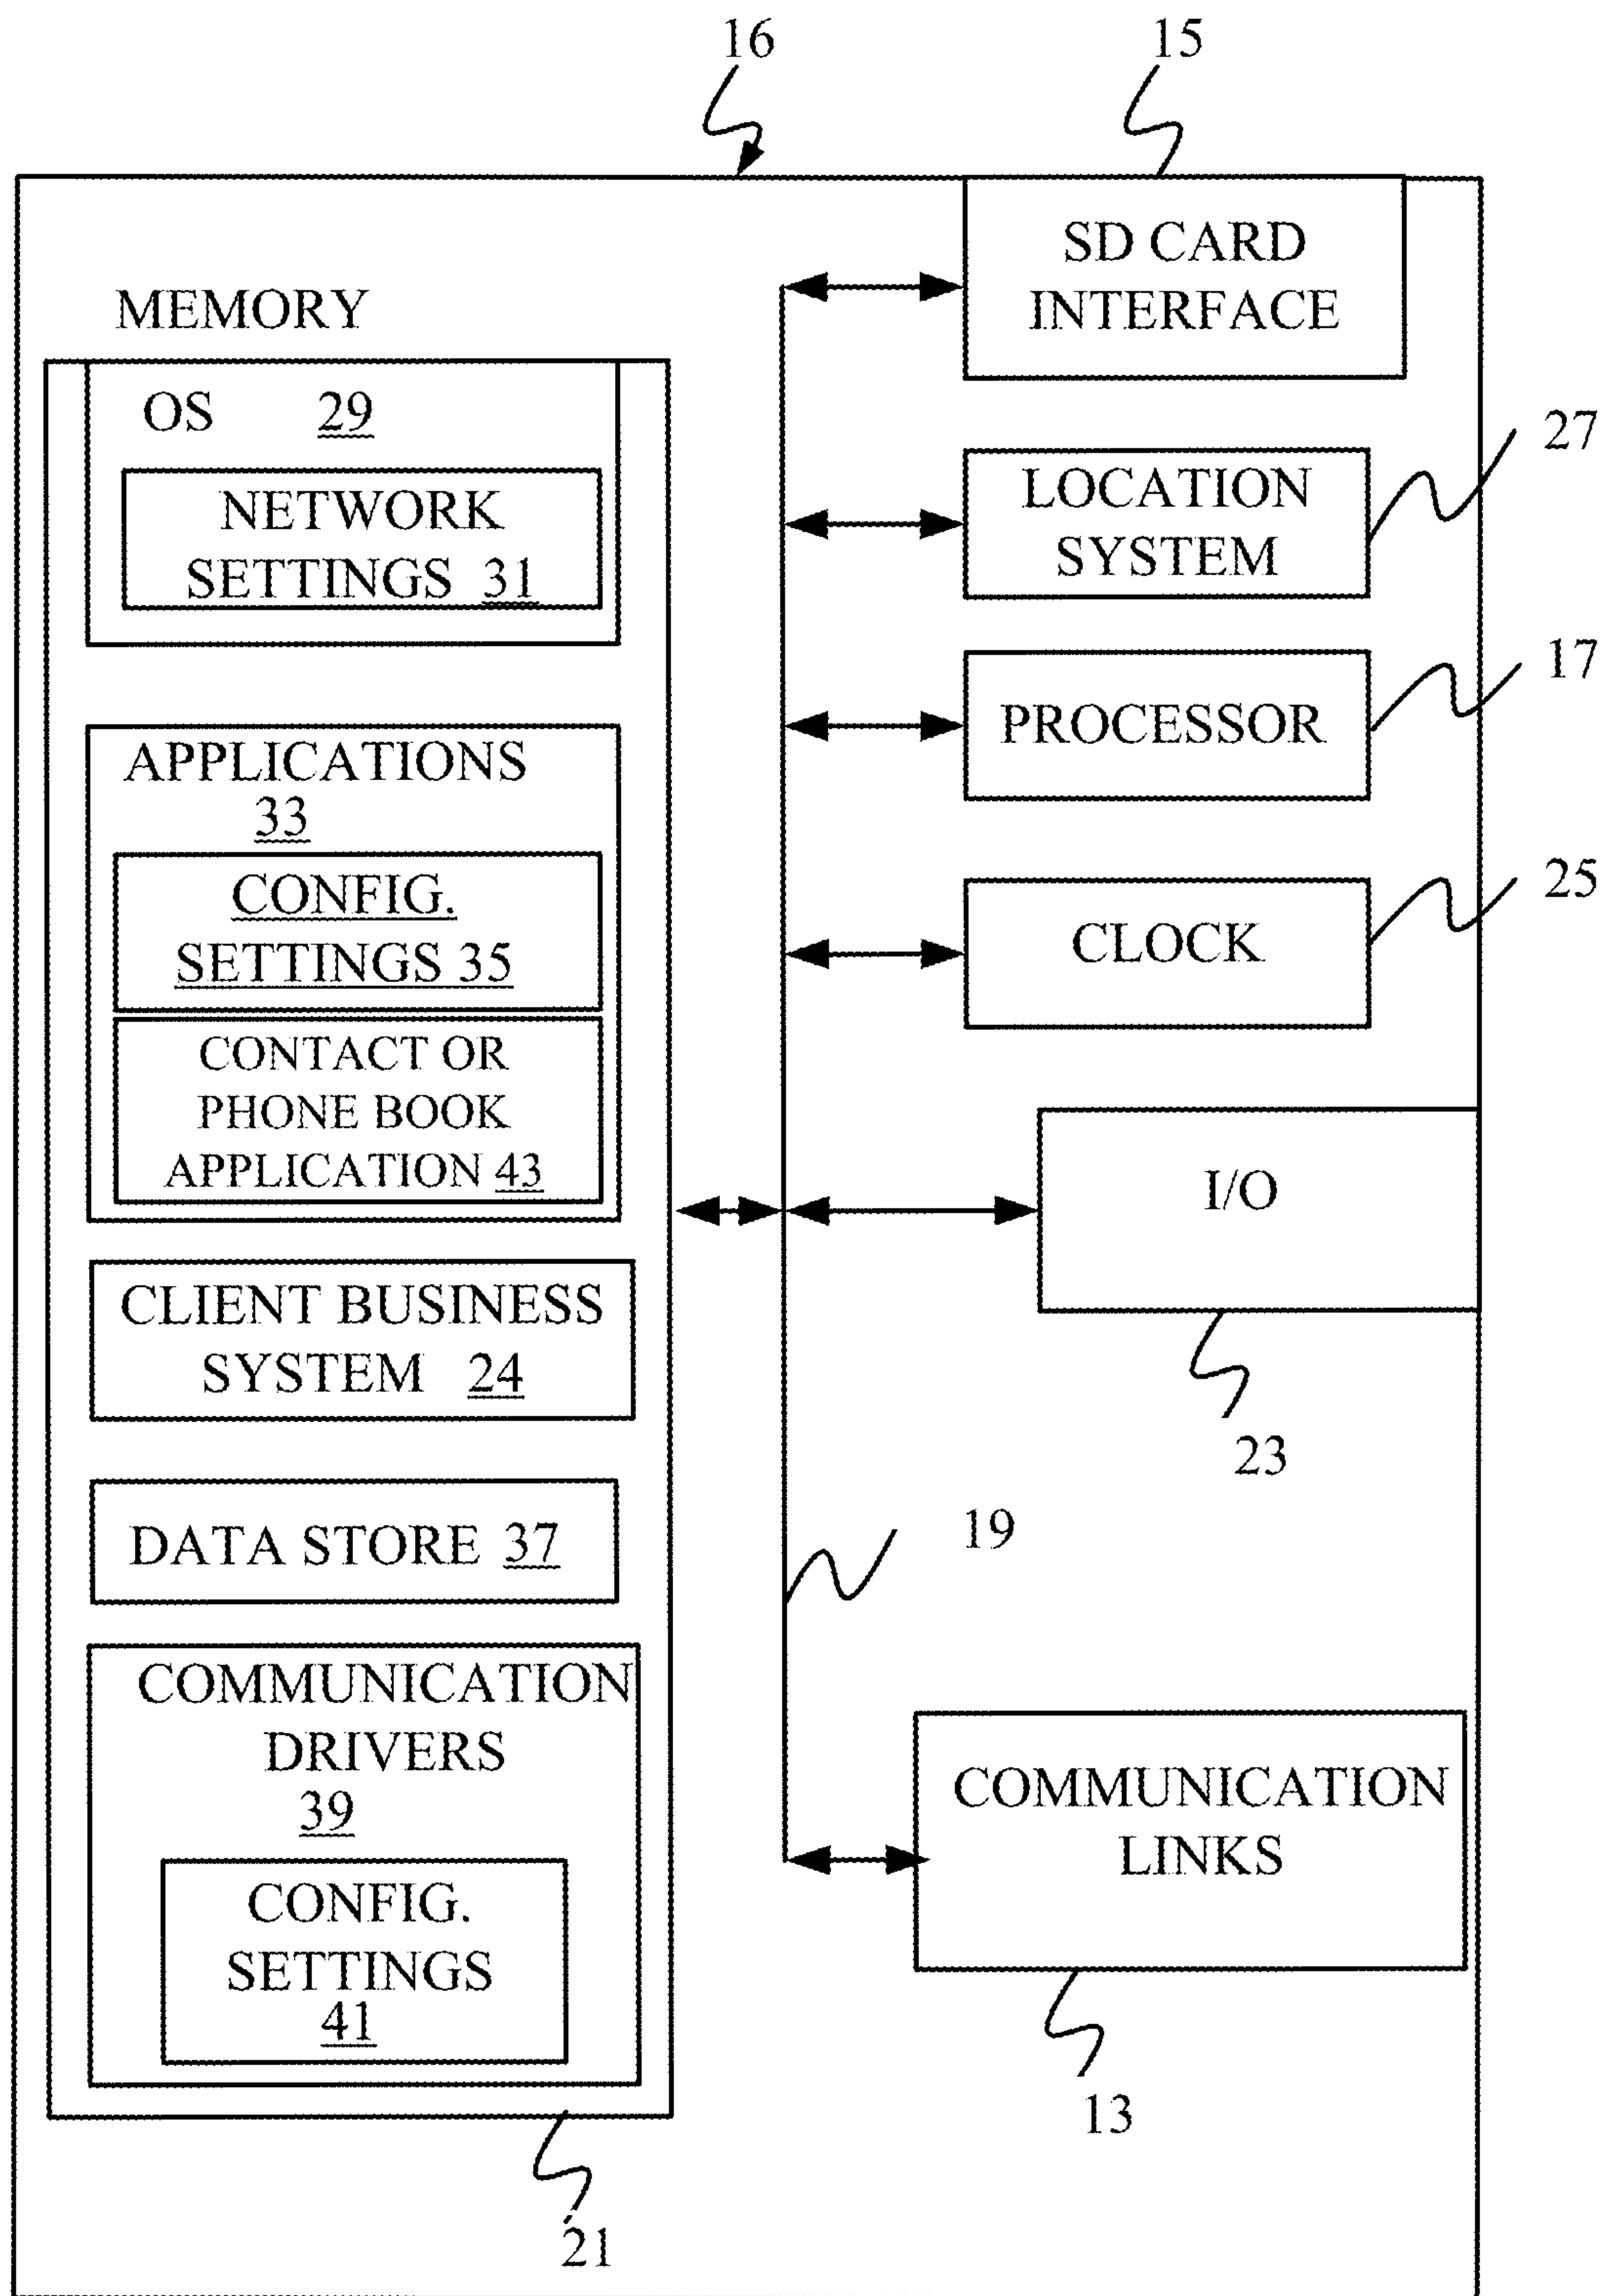 16
15
SD CARD
INTERFACE
MEMORY
OS 29
NETWORK
SETTINGS 31
APPLICATIONS
33
CONFIG.
SETTINGS 35
CONTACT OR
PHONE BOOK
APPLICATION 43
CLIENT BUSINESS
SYSTEM 24
DATA STORE 37
COMMUNICATION
DRIVERS
39
CONFIG.
SETTINGS
41
21
LOCATION
SYSTEM
27
PROCESSOR
17
CLOCK
25
I/O
23
19
COMMUNICATION
LINKS
13